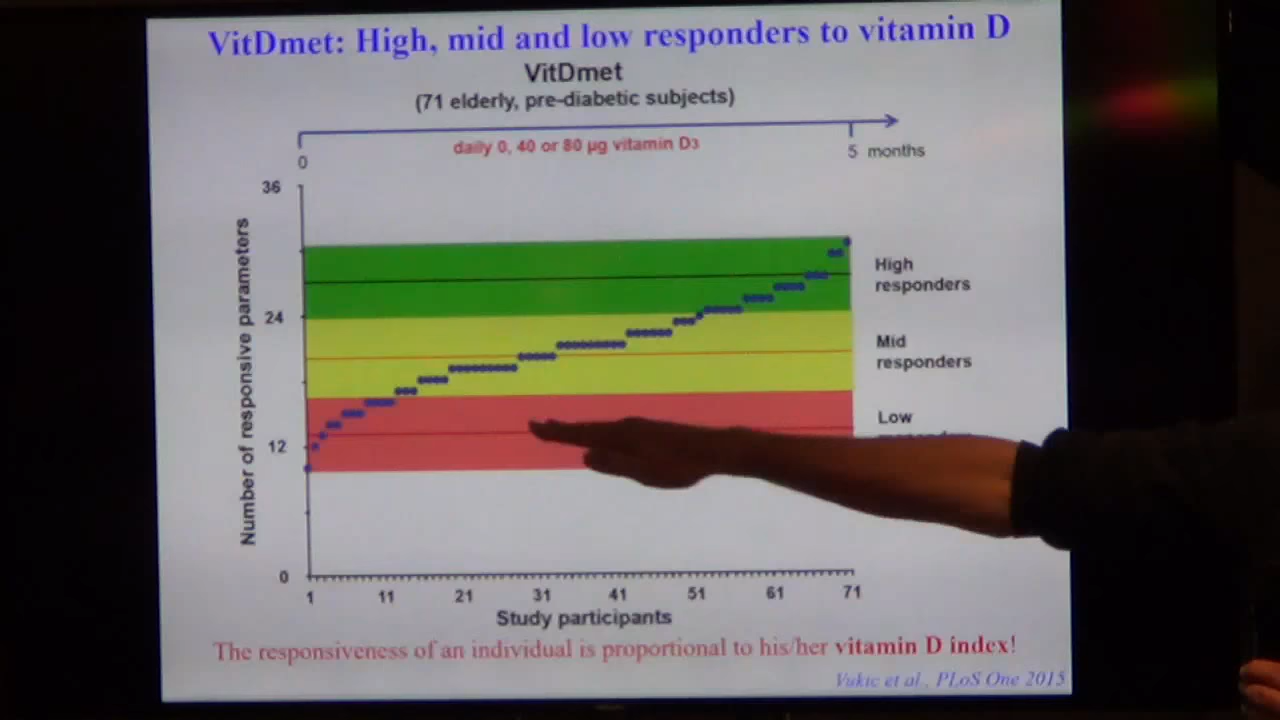 VitDmet: High, mid and low responders to vitamin D
VitDmet
(71 elderly, pre-diabetic subjects)
daily 0, 40 or 80 µg vitamin D3
0
5 months
36
24
12
0
Number of responsive parameters
High
responders
Mid
responders
Low
1 11 21 31 41 51 61 71
Study participants
The responsiveness of an individual is proportional to his/her vitamin D index!
Vukic et al., PLoS One 2015